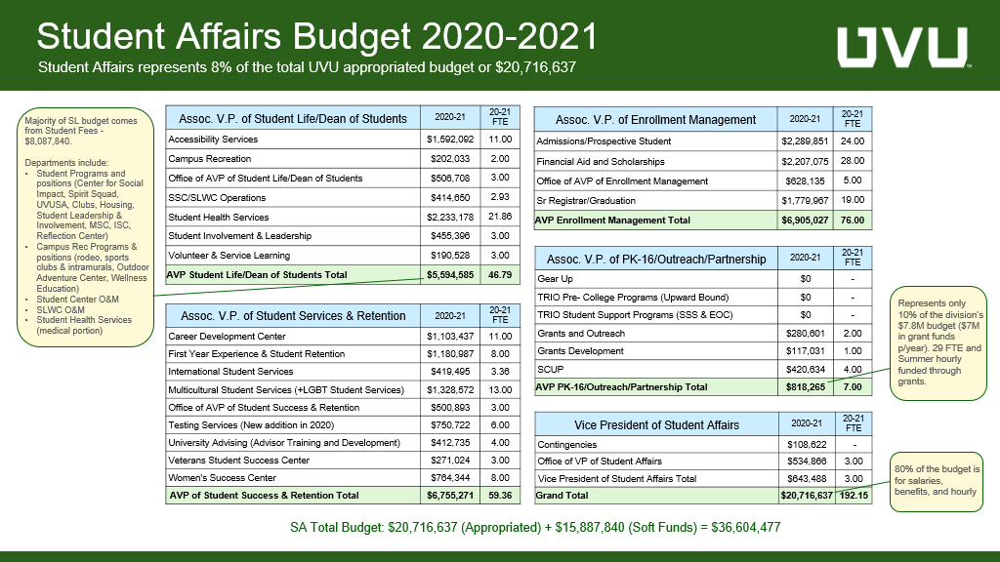 Student Affairs Budget 2020-2021
Student Affairs represents 8% of the total UVU appropriated budget or $20,716,637
UVU
Majority of SL budget comes
from Student Fees -
$8,087,840.
Departments include:
• Student Programs and
positions (Center for Social
Impact, Spirit Squad,
UVUSA, Clubs, Housing,
Student Leadership &
Involvement, MSC, ISC,
Reflection Center)
• Campus Rec Programs &
positions (rodeo, sports
clubs & intramurals, Outdoor
Adventure Center, Wellness
Education)
• Student Center O&M
• SLWC O&M
• Student Health Services
(medical portion)
Assoc. V.P. of Student Life/Dean of Students 2020-21 20-21 FTE
Accessibility Services $1,592,092 11.00
Campus Recreation $202,033 2.00
Office of AVP of Student Life/Dean of Students $506,708 3.00
SSC/SLWC Operations $414,650 2.93
Student Health Services $2,233,178 21.86
Student Involvement & Leadership $455,396 3.00
Volunteer & Service Learning $190,528 3.00
AVP Student Life/Dean of Students Total $5,594,585 46.79
Assoc. V.P. of Student Services & Retention 2020-21 20-21 FTE
Career Development Center $1,103,437 11.00
First Year Experience & Student Retention $1,180,987 8.00
International Student Services $419,495 3.36
Multicultural Student Services (+LGBT Student Services) $1,328,572 13.00
Office of AVP of Student Success & Retention $500,893 3.00
Testing Services (New addition in 2020) $750,722 6.00
University Advising (Advisor Training and Development) $412,735 4.00
Veterans Student Success Center $271,024 3.00
Women's Success Center $764,344 8.00
AVP of Student Success & Retention Total $6,755,271 59.36
Assoc. V.P. of Enrollment Management 2020-21 20-21 FTE
Admissions/Prospective Student $2,289,851 24.00
Financial Aid and Scholarships $2,207,075 28.00
Office of AVP of Enrollment Management $628,135 5.00
Sr Registrar/Graduation $1,779,967 19.00
AVP Enrollment Management Total $6,905,027 76.00
Assoc. V.P. of PK-16/Outreach/Partnership 2020-21 20-21 FTE
Gear Up $0 -
TRIO Pre- College Programs (Upward Bound) $0 -
TRIO Student Support Programs (SSS & EOC) $0 -
Grants and Outreach $280,601 2.00
Grants Development $117,031 1.00
SCUP $420,634 4.00
AVP PK-16/Outreach/Partnership Total $818,265 7.00
Represents only
10% of the division's
$7.8M budget ($7M
in grant funds
p/year). 29 FTE and
Summer hourly
funded through
grants.
Vice President of Student Affairs 2020-21 20-21 FTE
Contingencies $108,622 -
Office of VP of Student Affairs $534,866 3.00
Vice President of Student Affairs Total $643,488 3.00
Grand Total $20,716,637 192.15
80% of the budget is
for salaries,
benefits, and hourly
SA Total Budget: $20,716,637 (Appropriated) + $15,887,840 (Soft Funds) = $36,604,477